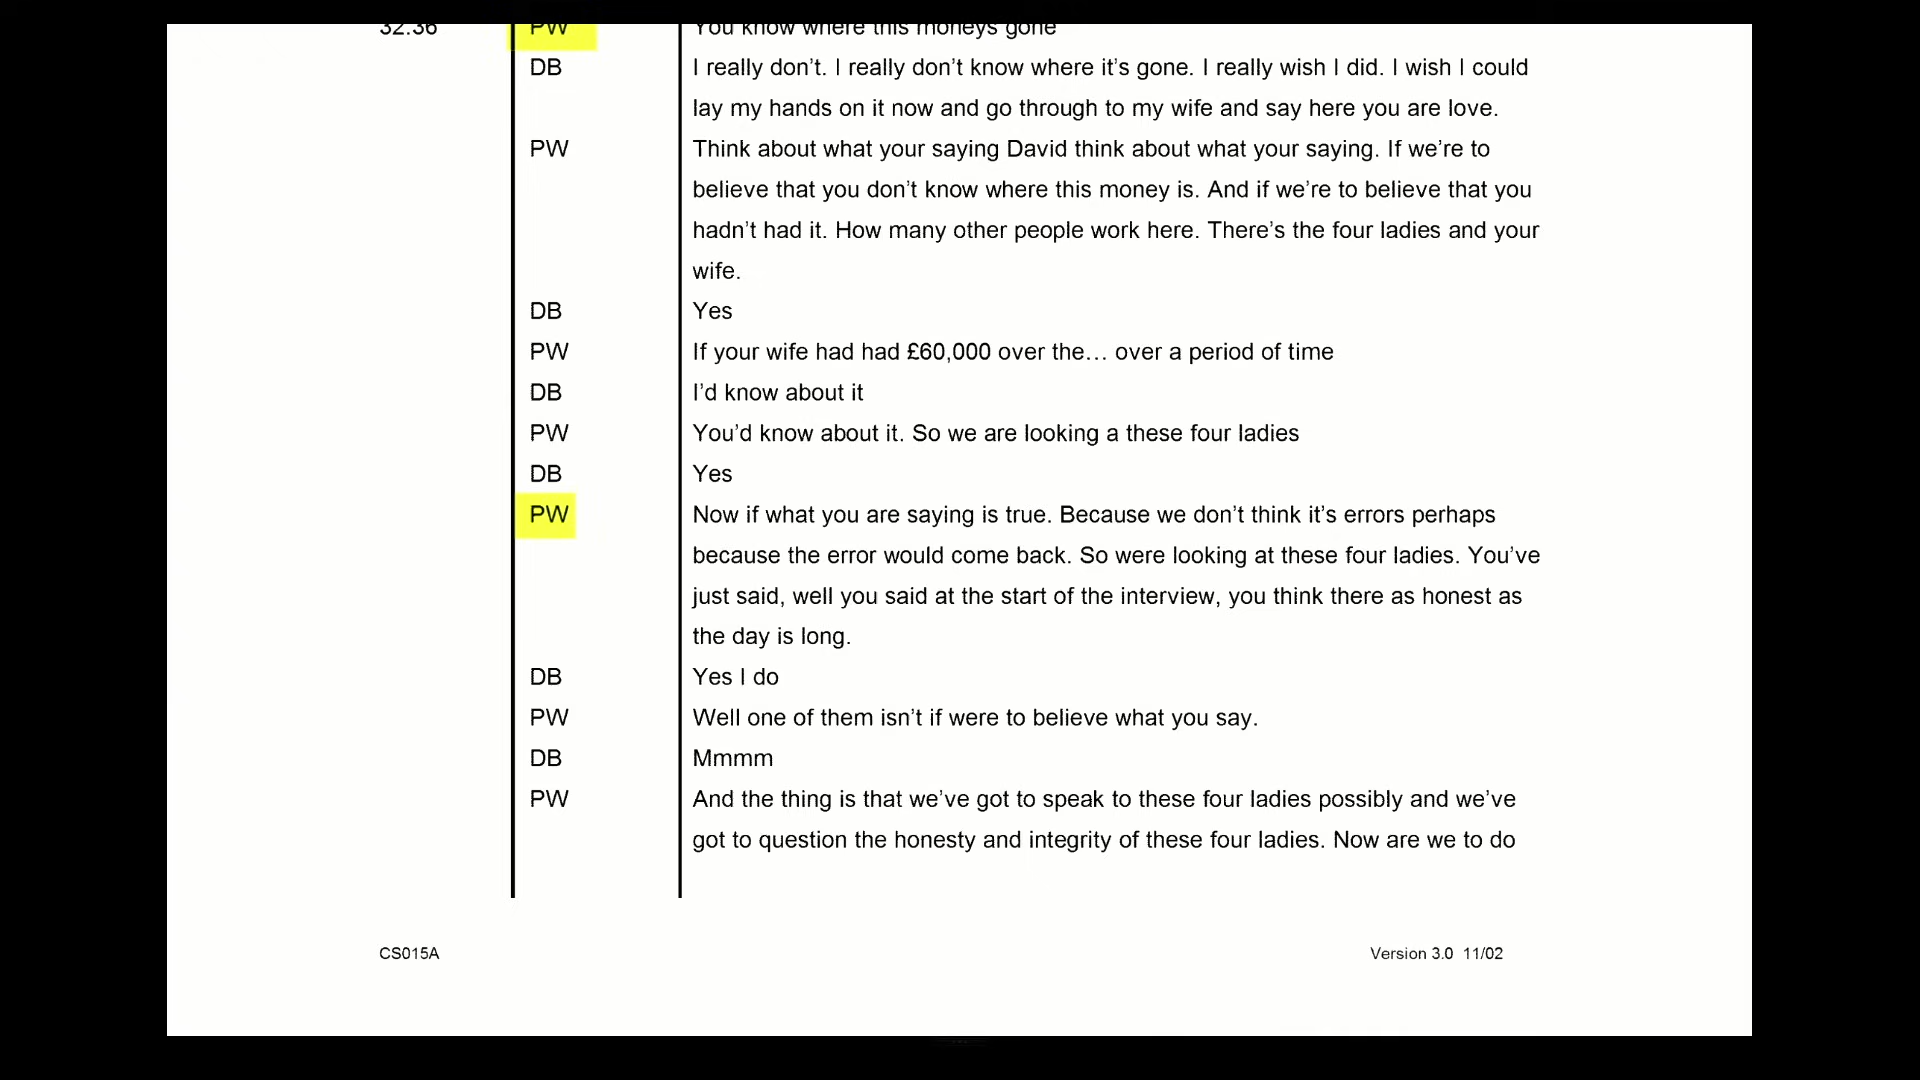 32.36 PW You know where this moneys gone
DB I really don't. I really don't know where it's gone. I really wish I did. I wish I could
lay my hands on it now and go through to my wife and say here you are love.
PW Think about what your saying David think about what your saying. If we're to
believe that you don't know where this money is. And if we're to believe that you
hadn't had it. How many other people work here. There's the four ladies and your
wife.
DB Yes
PW If your wife had had £60,000 over the… over a period of time
DB I'd know about it
PW You'd know about it. So we are looking a these four ladies
DB Yes
PW Now if what you are saying is true. Because we don't think it's errors perhaps
because the error would come back. So were looking at these four ladies. You've
just said, well you said at the start of the interview, you think there as honest as
the day is long.
DB Yes I do
PW Well one of them isn't if were to believe what you say.
DB Mmmm
PW And the thing is that we've got to speak to these four ladies possibly and we've
got to question the honesty and integrity of these four ladies. Now are we to do
CS015A Version 3.0 11/02